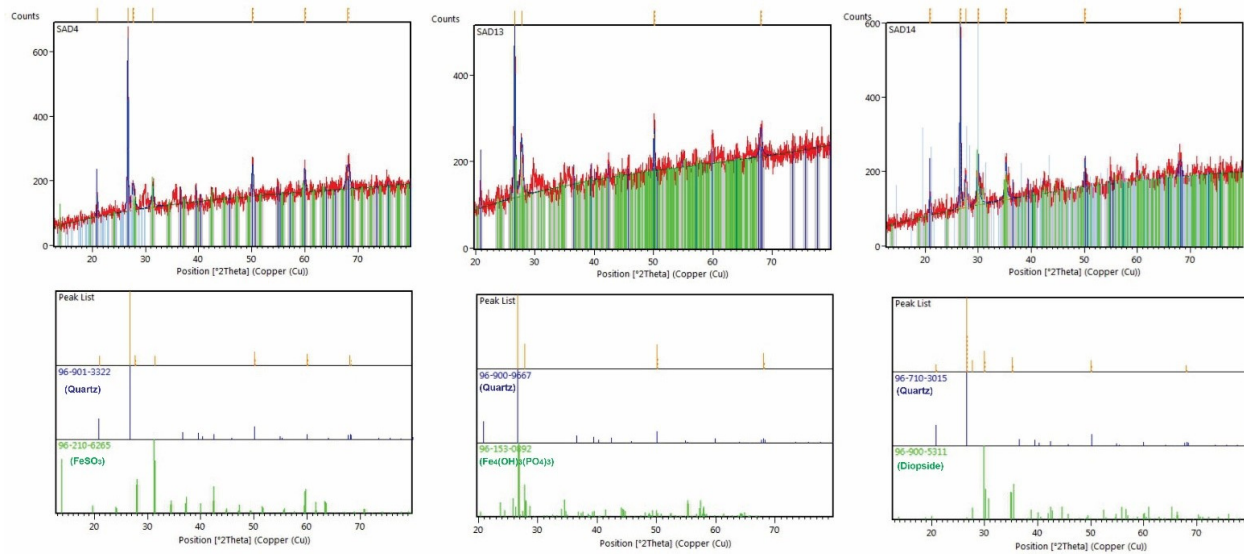 Counts
SAD4
600
400
200
0
20 30 40 50 60 70
Position [°2Theta] (Copper (Cu))
Peak List
96-901-3322
(Quartz)
96-210-6265
(FeSO₃)
20 30 40 50 60 70
Position [°2Theta] (Copper (Cu))
Counts
SAD13
400
200
0
20 30 40 50 60 70
Position [°2Theta] (Copper (Cu))
Peak List
96-900-9667
(Quartz)
96-153-0892
(Fe₄(OH)₃(PO₄)₃)
20 30 40 50 60 70
Position [°2Theta] (Copper (Cu))
Counts
SAD14
600
400
200
0
20 30 40 50 60 70
Position [°2Theta] (Copper (Cu))
Peak List
96-710-3015
(Quartz)
96-900-5311
(Diopside)
20 30 40 50 60 70
Position [°2Theta] (Copper (Cu))